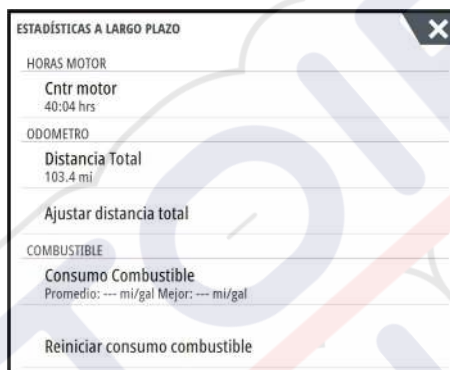 ESTADÍSTICAS A LARGO PLAZO
HORAS MOTOR
Cntr motor
40:04 hrs
ODOMETRO
Distancia Total
103.4 mi
Ajustar distancia total
COMBUSTIBLE
Consumo Combustible
Promedio: --- mi/gal Mejor: --- mi/gal
Reiniciar consumo combustible